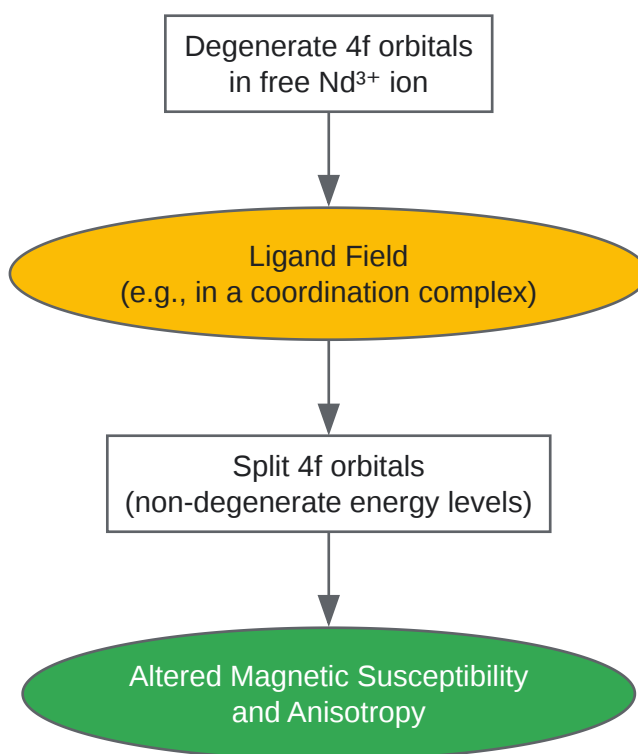 Degenerate 4f orbitals
in free Nd³⁺ ion
Ligand Field
(e.g., in a coordination complex)
Split 4f orbitals
(non-degenerate energy levels)
Altered Magnetic Susceptibility
and Anisotropy